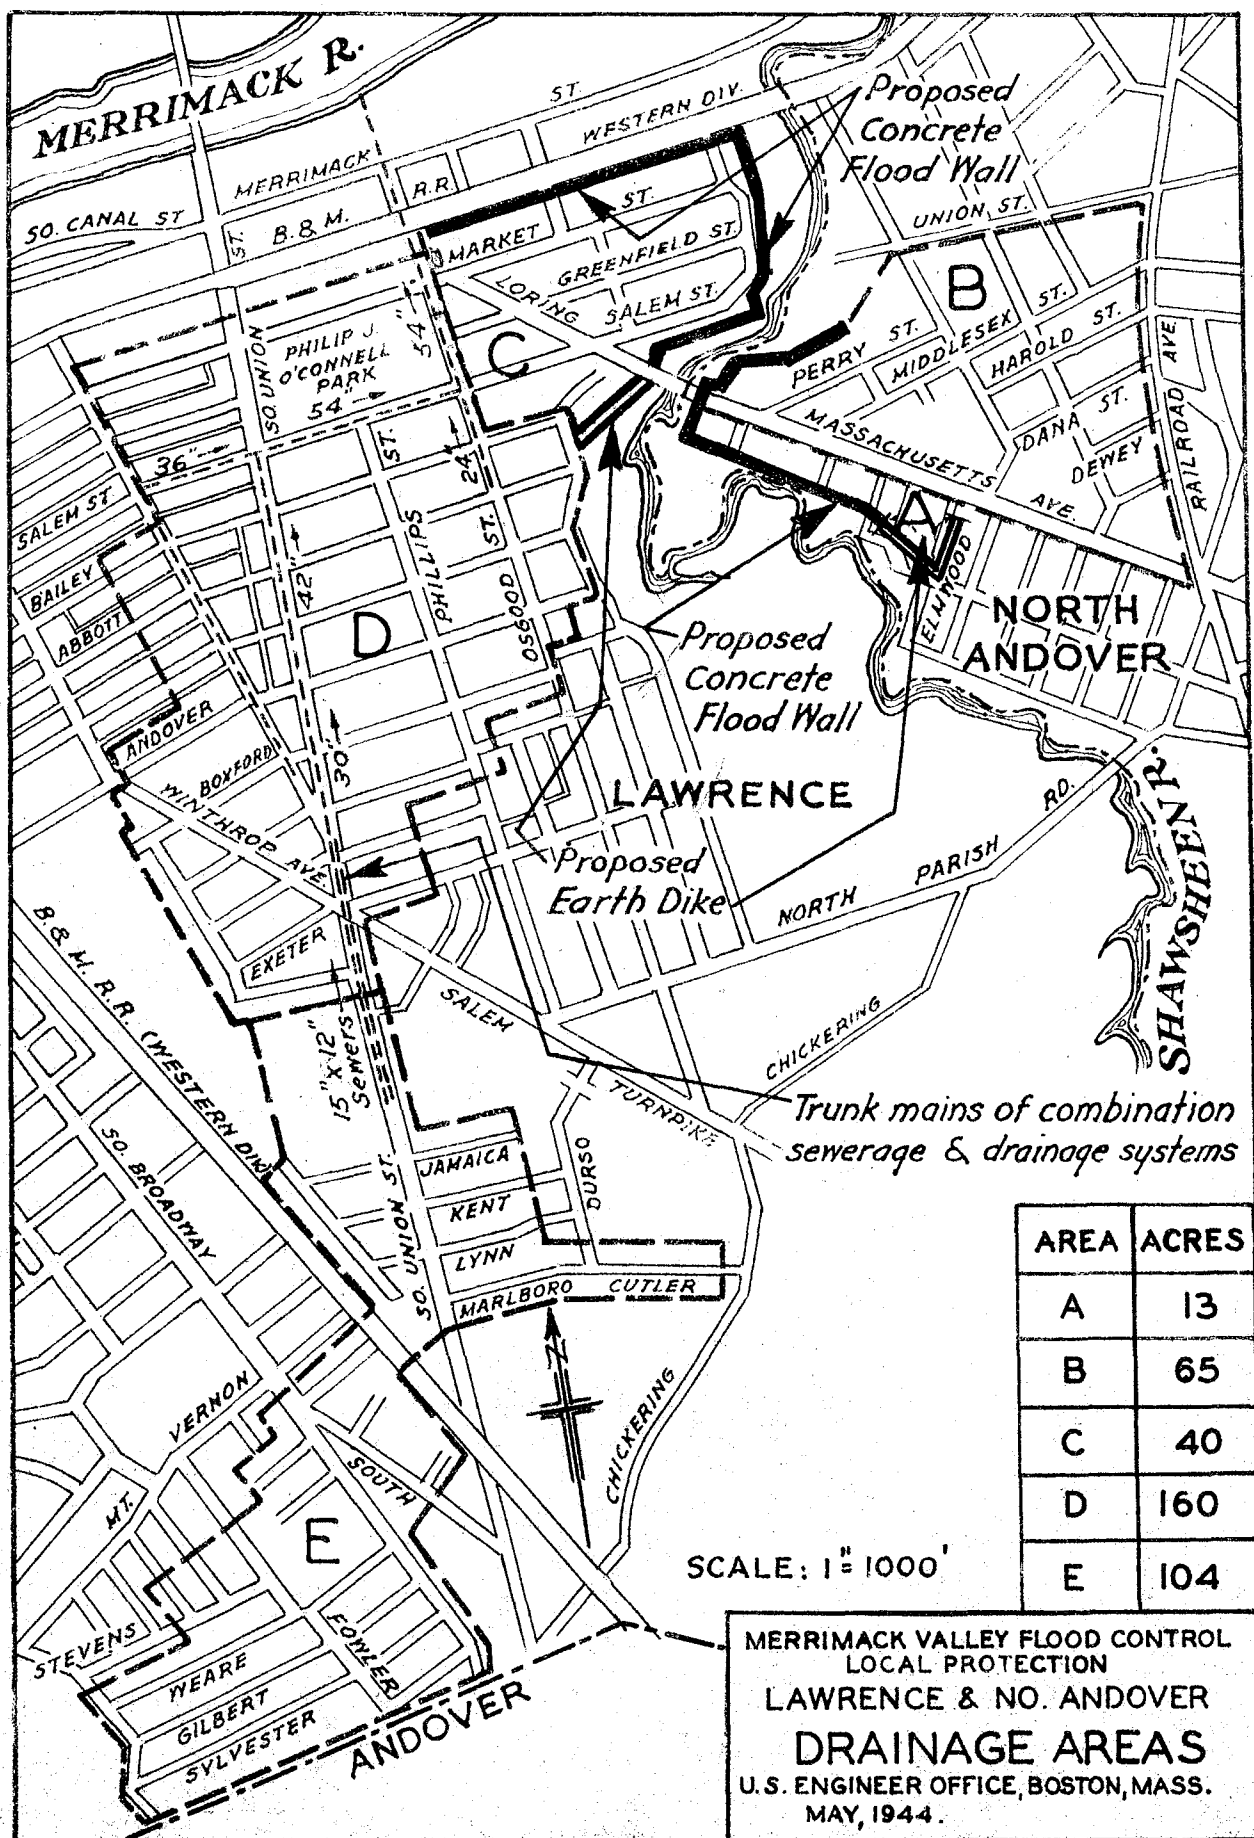 MERRIMACK R.
MERRIMACK ST.
WESTERN DIV.
B. & M. R.R.
SO. CANAL ST
Proposed
Concrete
Flood Wall
UNION ST.
MARKET ST.
GREENFIELD ST.
SALEM ST.
LORING
SO. UNION ST.
PHILIP J.
O'CONNELL
PARK
54"
54"
36"
24"
42"
30"
A
B
C
D
E
PERRY ST.
MIDDLESEX ST.
HAROLD ST.
DANA ST.
DEWEY
RAILROAD AVE.
MASSACHUSETTS AVE.
ELMWOOD
NORTH
ANDOVER
SALEM ST.
BAILEY
ABBOTT
ANDOVER
BOXFORD
WINTHROP AVE.
EXETER
PHILLIPS ST.
OSGOOD ST.
Proposed
Concrete
Flood Wall
LAWRENCE
Proposed
Earth Dike
NORTH PARISH RD.
SHAWSHEEN R.
B. & M. R.R. (WESTERN DIV.)
15" X 12"
Sewers
SALEM TURNPIKE
CHICKERING
Trunk mains of combination
sewerage & drainage systems
SO. BROADWAY
SO. UNION ST.
JAMAICA
KENT
LYNN
MARLBORO
CUTLER
DURSO
N
CHICKERING
MT. VERNON
SOUTH
STEVENS
WEARE
GILBERT
SYLVESTER
FOWLER
ANDOVER
SCALE: 1" = 1000'
AREA ACRES
A 13
B 65
C 40
D 160
E 104
MERRIMACK VALLEY FLOOD CONTROL
LOCAL PROTECTION
LAWRENCE & NO. ANDOVER
DRAINAGE AREAS
U.S. ENGINEER OFFICE, BOSTON, MASS.
MAY, 1944.